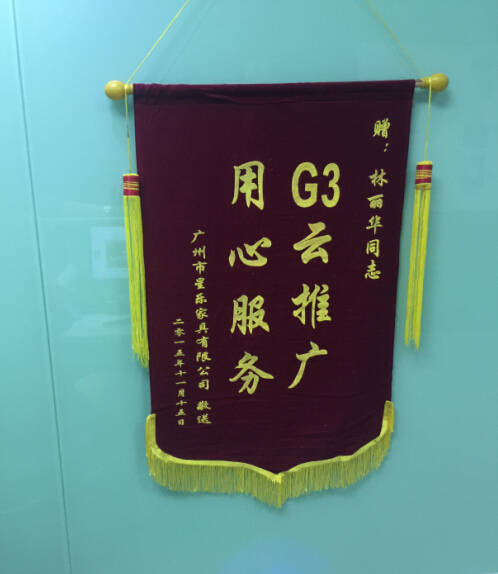 赠：林丽华同志
G3云推广
用心服务
广州市星乐家具有限公司 敬送
二零一五年十一月十五日